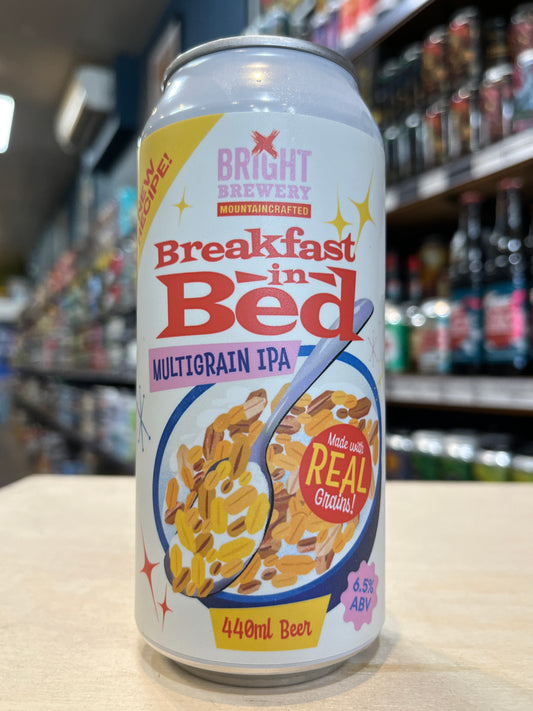 NEW
RECIPE!
BRIGHT
BREWERY
MOUNTAINCRAFTED
Breakfast
in
Bed
MULTIGRAIN IPA
Made with
REAL
Grains!
6.5%
ABV
440ml Beer